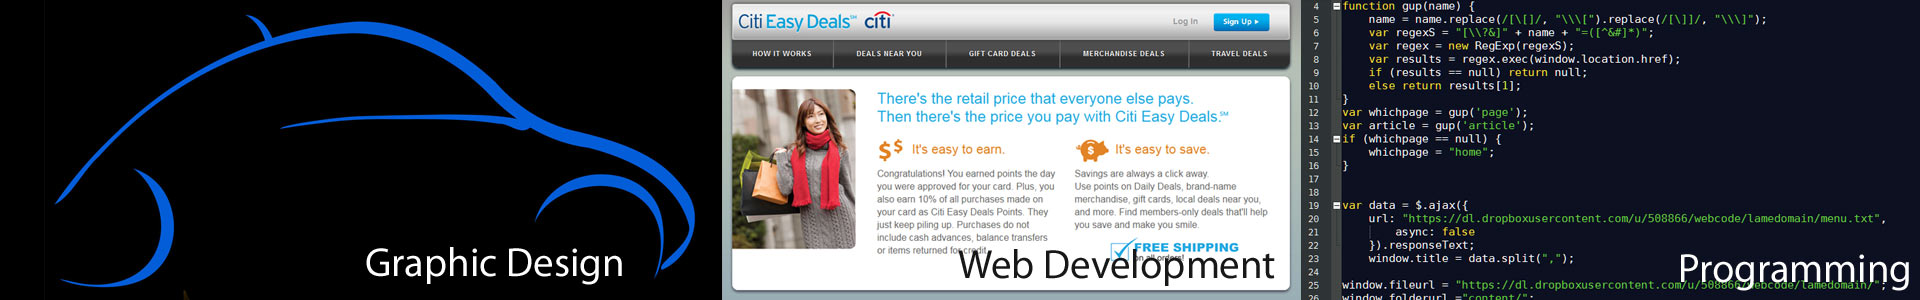 Graphic Design
Citi Easy Deals℠ citi
Log In
Sign Up ▸
HOW IT WORKS
DEALS NEAR YOU
GIFT CARD DEALS
MERCHANDISE DEALS
TRAVEL DEALS
There's the retail price that everyone else pays.
Then there's the price you pay with Citi Easy Deals.℠
$$ It's easy to earn.
Congratulations! You earned points the day
you were approved for your card. Plus, you
also earn 10% of all purchases made on
your card as Citi Easy Deals Points. They
just keep piling up. Purchases do not
include cash advances, balance transfers
or items returned for credit.
$ It's easy to save.
Savings are always a click away.
Use points on Daily Deals, brand-name
merchandise, gift cards, local deals near you,
and more. Find members-only deals that'll help
you save and make you smile.
FREE SHIPPING
on all orders!
Web Development
4 function gup(name) {
5 name = name.replace(/[\[]/, "\\\[").replace(/[\]]/, "\\\]");
6 var regexS = "[\\?&]" + name + "=([^&#]*)";
7 var regex = new RegExp(regexS);
8 var results = regex.exec(window.location.href);
9 if (results == null) return null;
10 else return results[1];
11 }
12 var whichpage = gup('page');
13 var article = gup('article');
14 if (whichpage == null) {
15 whichpage = "home";
16 }
17
18
19 var data = $.ajax({
20 url: "https://dl.dropboxusercontent.com/u/508866/webcode/lamedomain/menu.txt",
21 async: false
22 }).responseText;
23 window.title = data.split(",");
24
25 window.fileurl = "https://dl.dropboxusercontent.com/u/508866/webcode/lamedomain/";
26 window.folderurl ="content/";
Programming